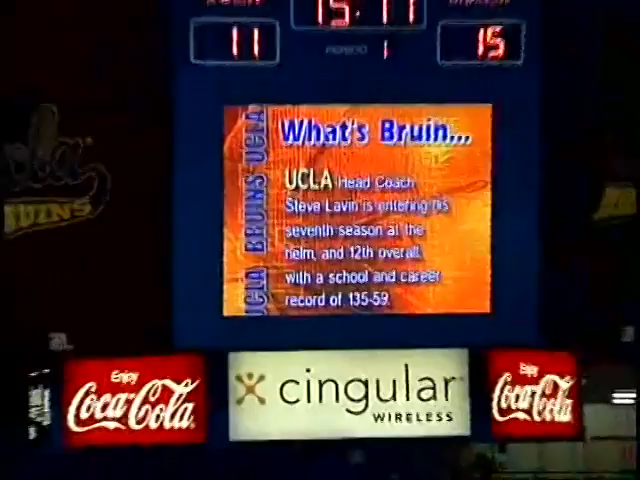 15:11
11
PERIOD 1
15
What's Bruin...
UCLA BRUINS UCLA
UCLA Head Coach
Steve Lavin is entering his
seventh season at the
helm, and 12th overall,
with a school and career
record of 135-59.
BRUINS
Enjoy
Coca-Cola
cingular
WIRELESS
Enjoy
Coca-Cola